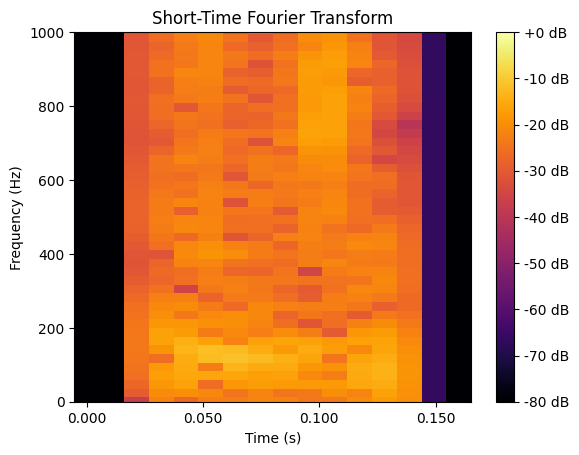 Short-Time Fourier Transform
Frequency (Hz)
1000
800
600
400
200
0
0.000
0.050
0.100
0.150
Time (s)
+0 dB
-10 dB
-20 dB
-30 dB
-40 dB
-50 dB
-60 dB
-70 dB
-80 dB